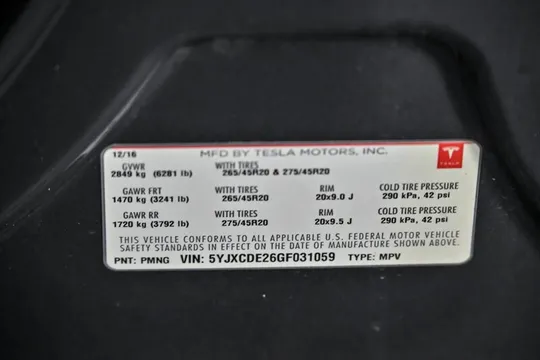 12/16 MFD BY TESLA MOTORS, INC. TESLA
GVWR WITH TIRES
2849 kg (6281 lb) 265/45R20 & 275/45R20
GAWR FRT WITH TIRES RIM COLD TIRE PRESSURE
1470 kg (3241 lb) 265/45R20 20x9.0 J 290 kPa, 42 psi
GAWR RR WITH TIRES RIM COLD TIRE PRESSURE
1720 kg (3792 lb) 275/45R20 20x9.5 J 290 kPa, 42 psi
THIS VEHICLE CONFORMS TO ALL APPLICABLE U.S. FEDERAL MOTOR VEHICLE
SAFETY STANDARDS IN EFFECT ON THE DATE OF MANUFACTURE SHOWN ABOVE.
PNT: PMNG VIN: 5YJXCDE26GF031059 TYPE: MPV